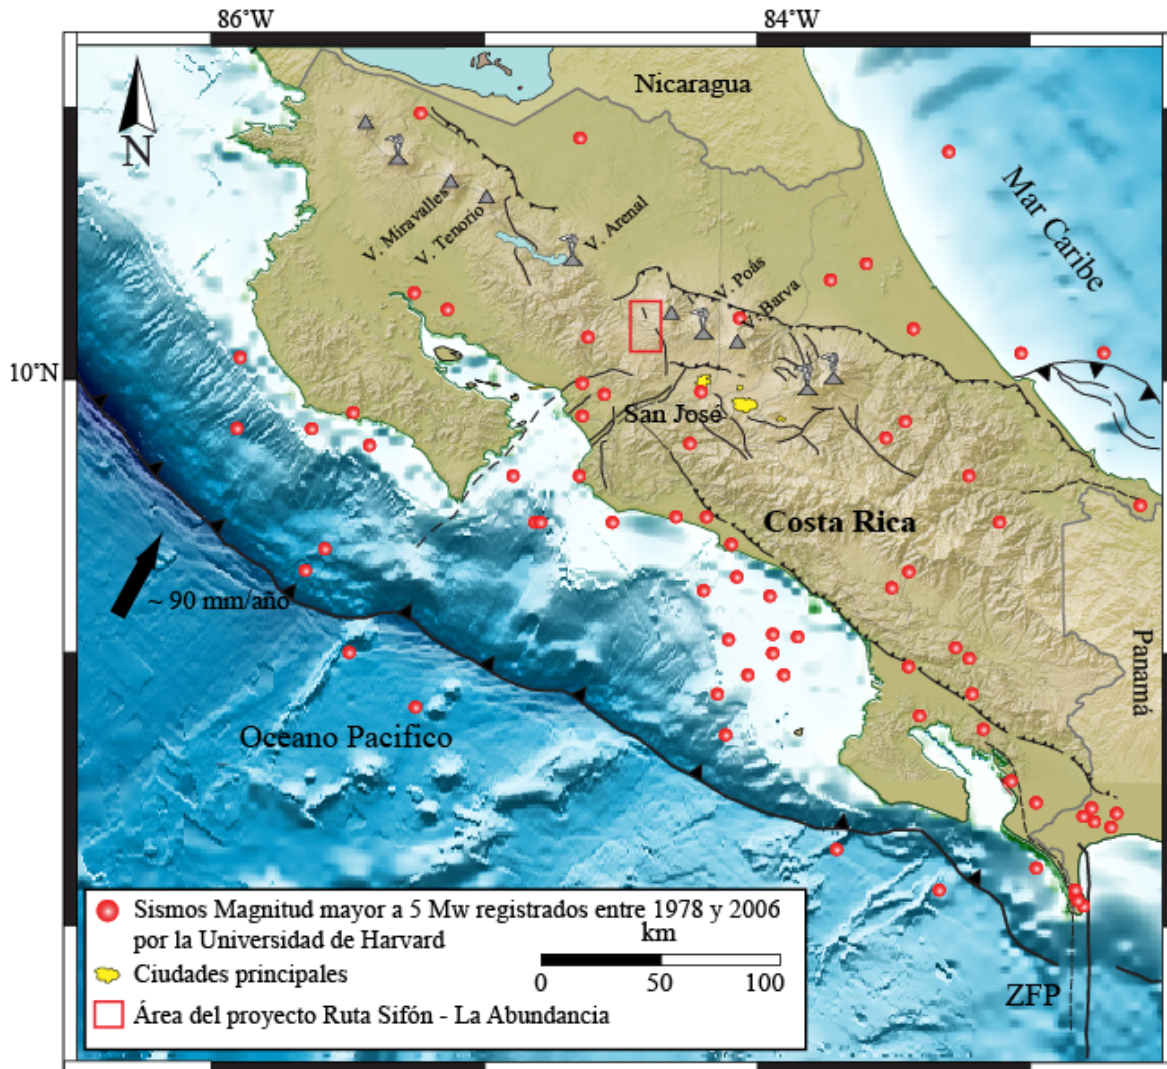 86°W
84°W
Nicaragua
N
Mar Caribe
V. Miravalles
V. Tenorio
V. Arenal
V. Poás
V. Barva
10°N
San José
Costa Rica
~ 90 mm/año
Panamá
Oceano Pacifico
Sismos Magnitud mayor a 5 Mw registrados entre 1978 y 2006
por la Universidad de Harvard
km
Ciudades principales
0 50 100
ZFP
Área del proyecto Ruta Sifón - La Abundancia